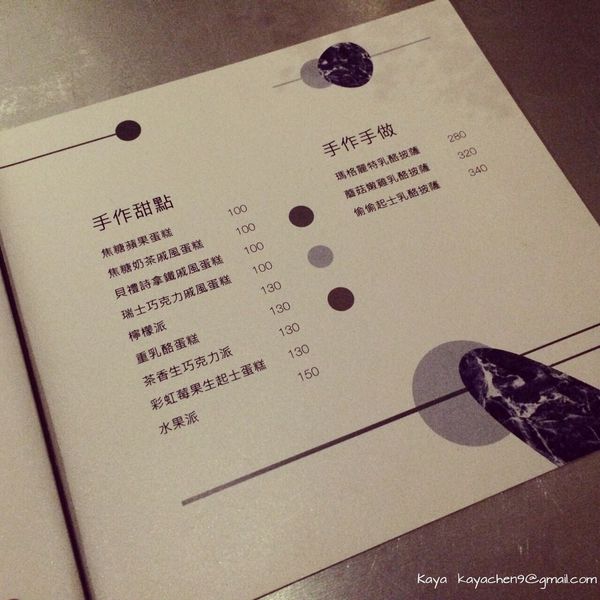 手作甜點
焦糖蘋果蛋糕 100
焦糖奶茶戚風蛋糕 100
貝禮詩拿鐵戚風蛋糕 100
瑞士巧克力戚風蛋糕 100
檸檬派 130
重乳酪蛋糕 130
茶香生巧克力派 130
彩虹莓果生起士蛋糕 130
水果派 150
手作手做
瑪格麗特乳酪披薩 280
蘑菇嫩雞乳酪披薩 320
偷偷起士乳酪披薩 340
Kaya kayachen9@gmail.com